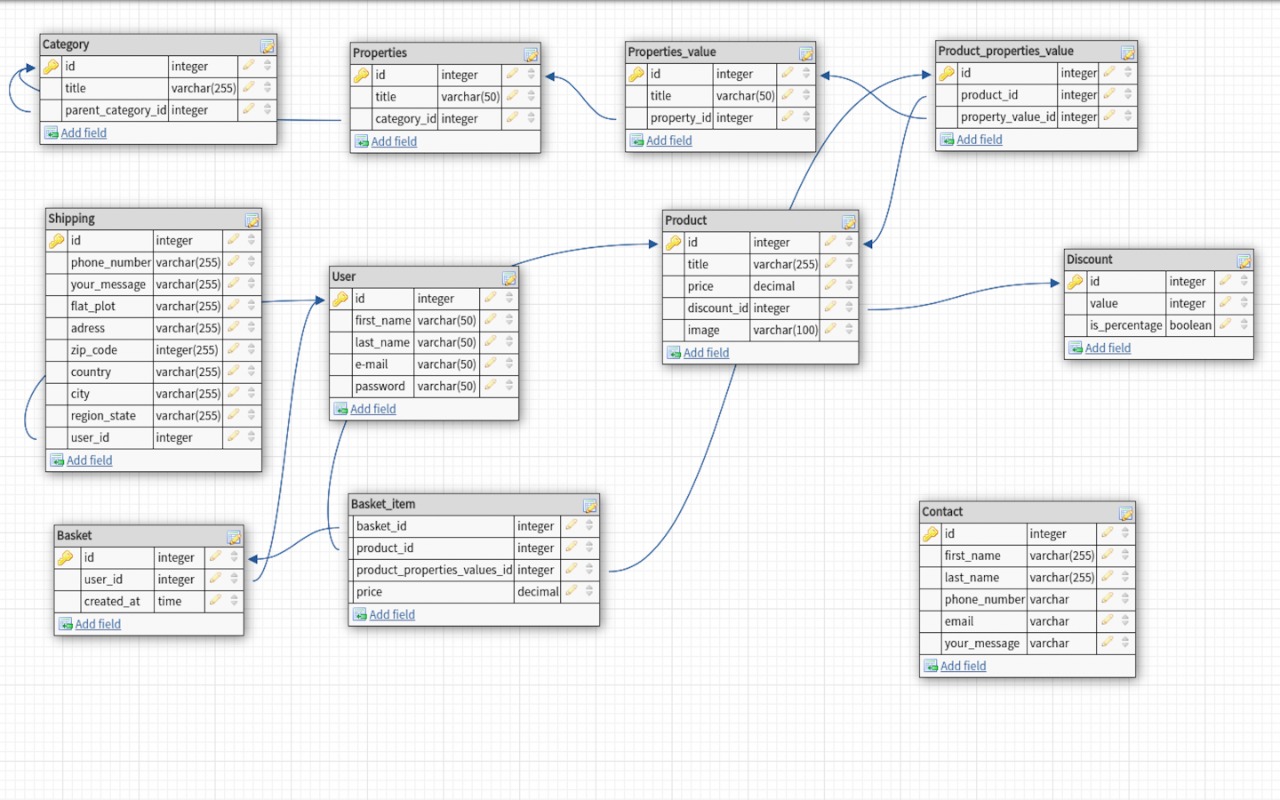 Category
id integer
title varchar(255)
parent_category_id integer
Add field
Properties
id integer
title varchar(50)
category_id integer
Add field
Properties_value
id integer
title varchar(50)
property_id integer
Add field
Product_properties_value
id integer
product_id integer
property_value_id integer
Add field
Shipping
id integer
phone_number varchar(255)
your_message varchar(255)
flat_plot varchar(255)
adress varchar(255)
zip_code integer(255)
country varchar(255)
city varchar(255)
region_state varchar(255)
user_id integer
Add field
User
id integer
first_name varchar(50)
last_name varchar(50)
e-mail varchar(50)
password varchar(50)
Add field
Product
id integer
title varchar(255)
price decimal
discount_id integer
image varchar(100)
Add field
Discount
id integer
value integer
is_percentage boolean
Add field
Basket
id integer
user_id integer
created_at time
Add field
Basket_item
basket_id integer
product_id integer
product_properties_values_id integer
price decimal
Add field
Contact
id integer
first_name varchar(255)
last_name varchar(255)
phone_number varchar
email varchar
your_message varchar
Add field